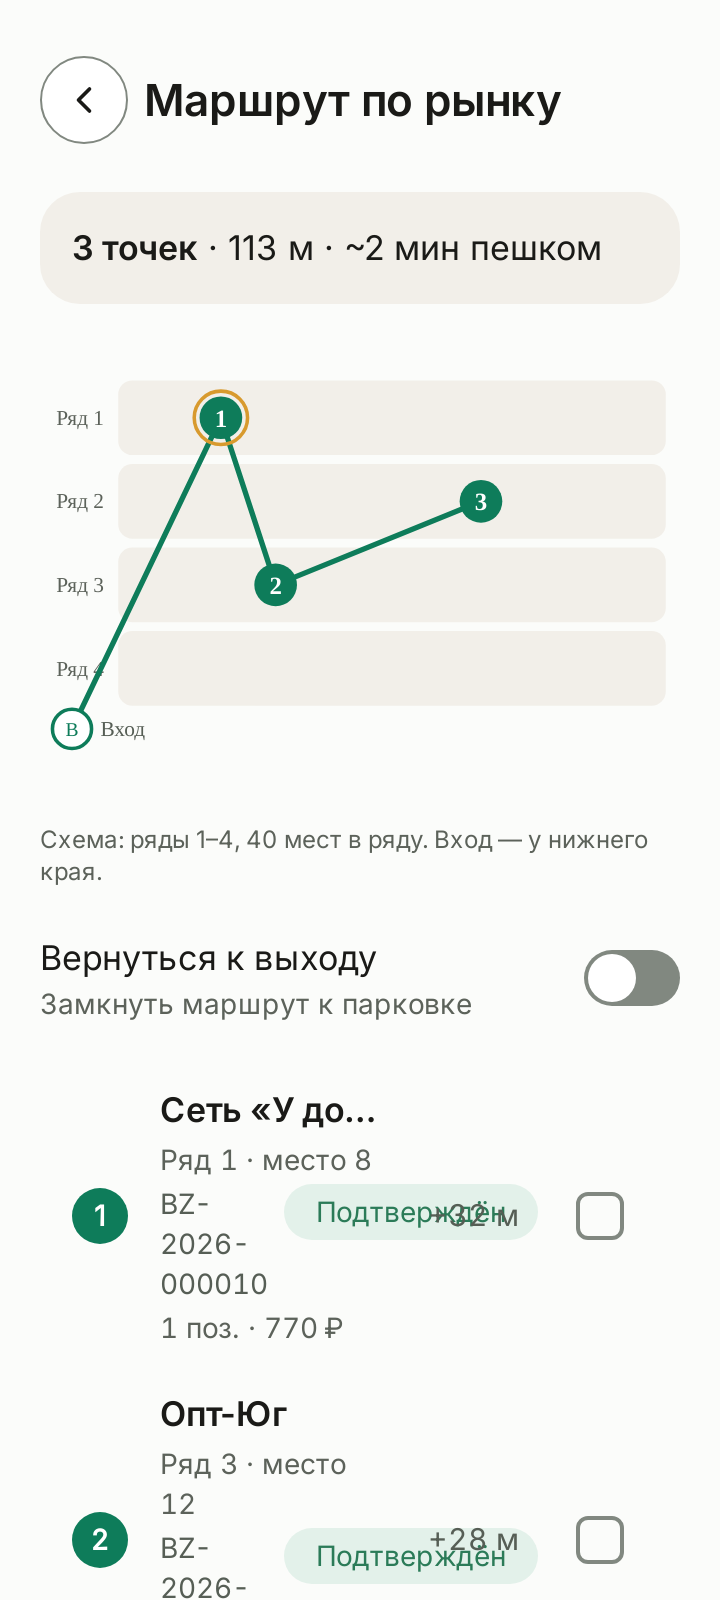 Маршрут по рынку
3 точек · 113 м · ~2 мин пешком
Ряд 1
1
Ряд 2
3
Ряд 3
2
Ряд 4
В
Вход
Схема: ряды 1–4, 40 мест в ряду. Вход — у нижнего
края.
Вернуться к выходу
Замкнуть маршрут к парковке
Сеть «У до...
Ряд 1 · место 8
1
BZ-
2026-
000010
Подтверждён
+32 м
1 поз. · 770 ₽
Опт-Юг
Ряд 3 · место
12
2
BZ-
2026-
Подтверждён
+28 м